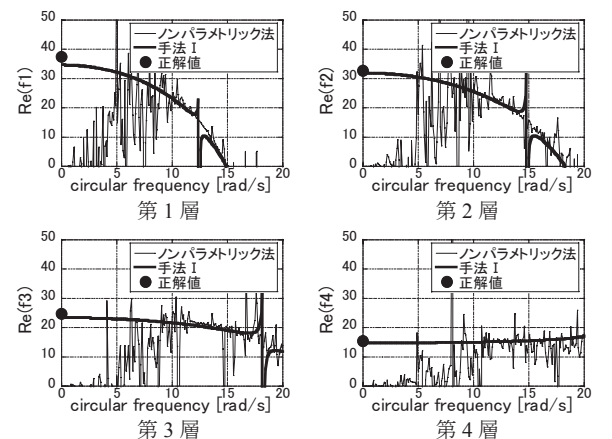 50
40
30
20
10
0
Re(f1)
ノンパラメトリック法
手法 I
正解値
0 5 10 15 20
circular frequency [rad/s]
第 1 層
50
40
30
20
10
0
Re(f2)
ノンパラメトリック法
手法 I
正解値
0 5 10 15 20
circular frequency [rad/s]
第 2 層
50
40
30
20
10
0
Re(f3)
ノンパラメトリック法
手法 I
正解値
0 5 10 15 20
circular frequency [rad/s]
第 3 層
50
40
30
20
10
0
Re(f4)
ノンパラメトリック法
手法 I
正解値
0 5 10 15 20
circular frequency [rad/s]
第 4 層